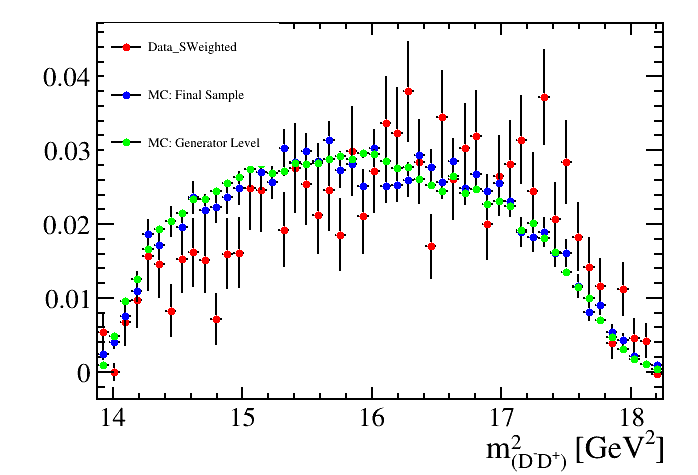 Data_SWeighted
MC: Final Sample
MC: Generator Level
0.04
0.03
0.02
0.01
0
14 15 16 17 18
m²(D⁻D⁺) [GeV²]